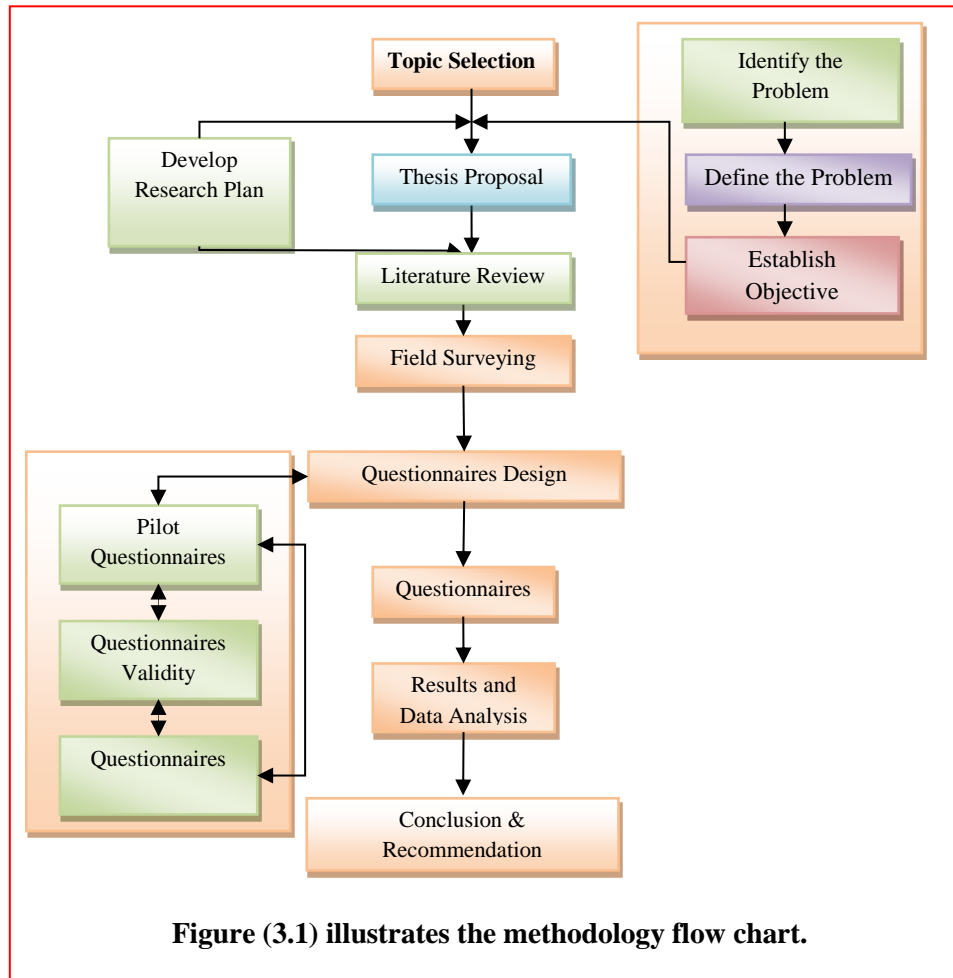 Topic Selection
Identify the
Problem
Develop
Research Plan
Thesis Proposal
Define the Problem
Literature Review
Establish
Objective
Field Surveying
Questionnaires Design
Pilot
Questionnaires
Questionnaires
Questionnaires
Validity
Results and
Data Analysis
Questionnaires
Conclusion &
Recommendation
Figure (3.1) illustrates the methodology flow chart.